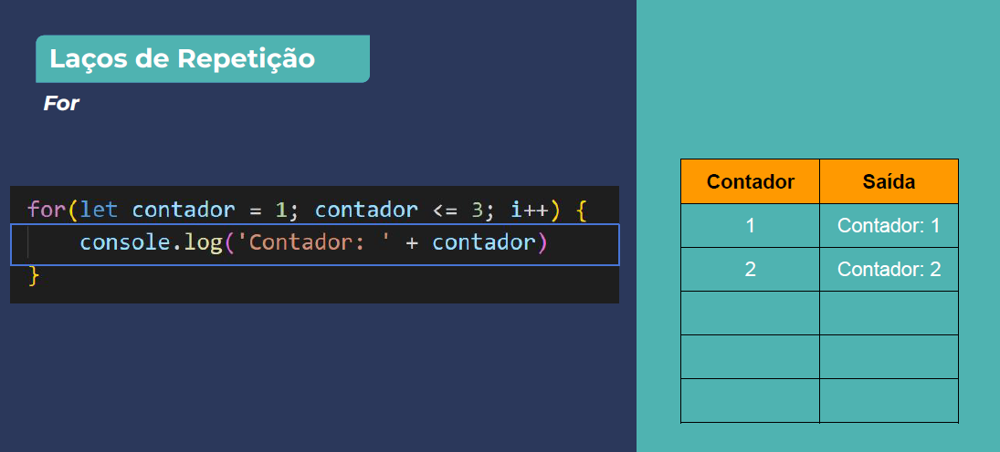 Laços de Repetição
For
for(let contador = 1; contador <= 3; i++) {
    console.log('Contador: ' + contador)
}
Contador Saída
1 Contador: 1
2 Contador: 2